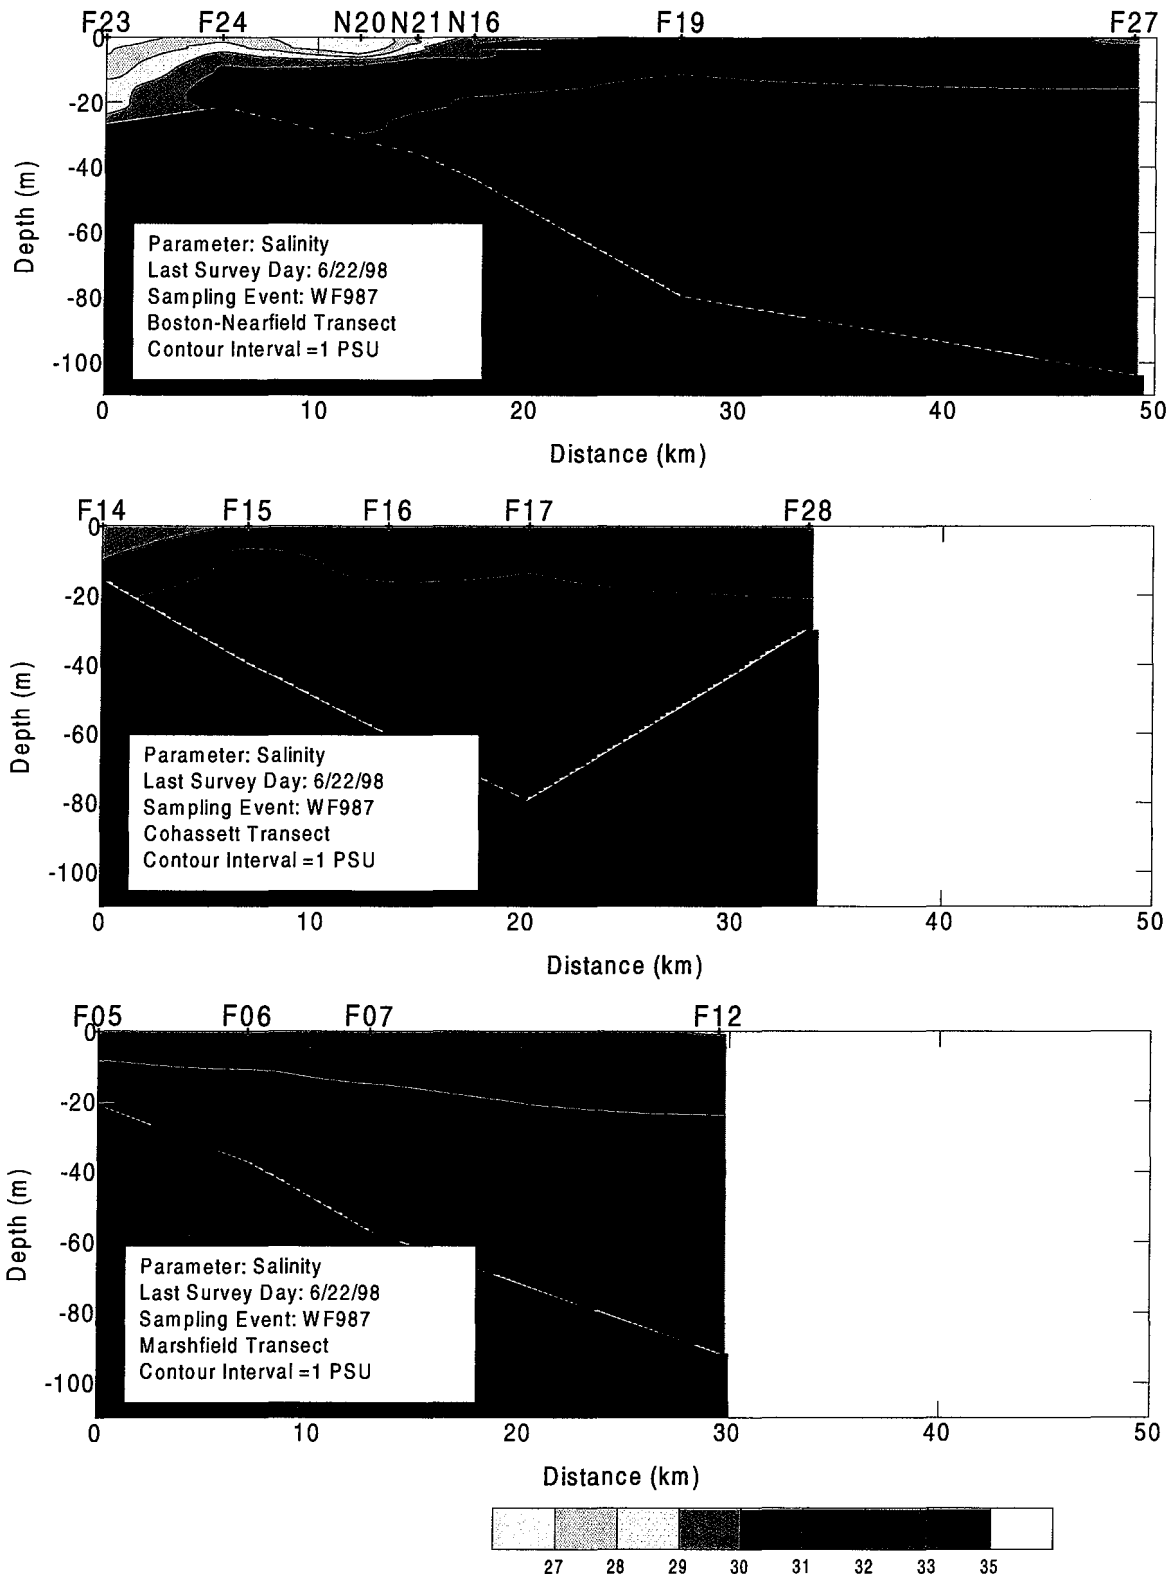 F23 F24 N20 N21 N16 F19 F27
0
-20
-40
-60
-80
-100
Depth (m)
Parameter: Salinity
Last Survey Day: 6/22/98
Sampling Event: WF987
Boston-Nearfield Transect
Contour Interval =1 PSU
0 10 20 30 40 50
Distance (km)
F14 F15 F16 F17 F28
0
-20
-40
-60
-80
-100
Depth (m)
Parameter: Salinity
Last Survey Day: 6/22/98
Sampling Event: WF987
Cohassett Transect
Contour Interval =1 PSU
0 10 20 30 40 50
Distance (km)
F05 F06 F07 F12
0
-20
-40
-60
-80
-100
Depth (m)
Parameter: Salinity
Last Survey Day: 6/22/98
Sampling Event: WF987
Marshfield Transect
Contour Interval =1 PSU
0 10 20 30 40 50
Distance (km)
27 28 29 30 31 32 33 35